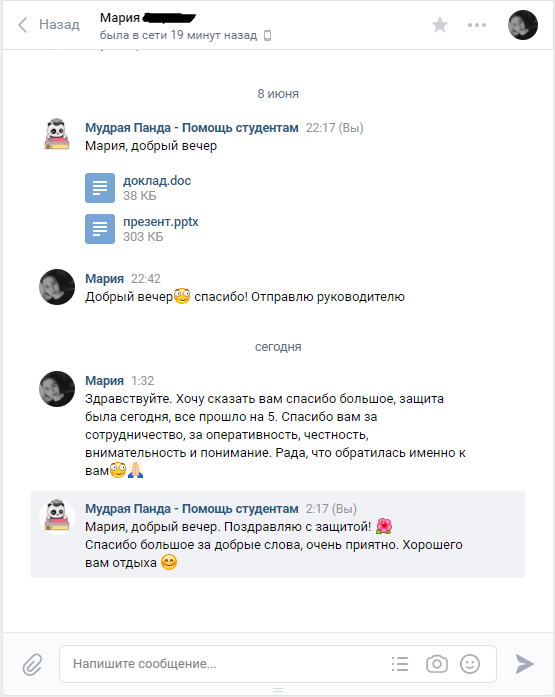 Назад
Мария
была в сети 19 минут назад
8 июня
Мудрая Панда - Помощь студентам 22:17 (Вы)
Мария, добрый вечер
доклад.doc
38 КБ
презент.pptx
303 КБ
Мария 22:42
Добрый вечер😳 спасибо! Отправлю руководителю
сегодня
Мария 1:32
Здравствуйте. Хочу сказать вам спасибо большое, защита
была сегодня, все прошло на 5. Спасибо вам за
сотрудничество, за оперативность, честность,
внимательность и понимание. Рада, что обратилась именно к
вам😳🙏🏻
Мудрая Панда - Помощь студентам 2:17 (Вы)
Мария, добрый вечер. Поздравляю с защитой! 🌺
Спасибо большое за добрые слова, очень приятно. Хорошего
вам отдыха 😊
Напишите сообщение...